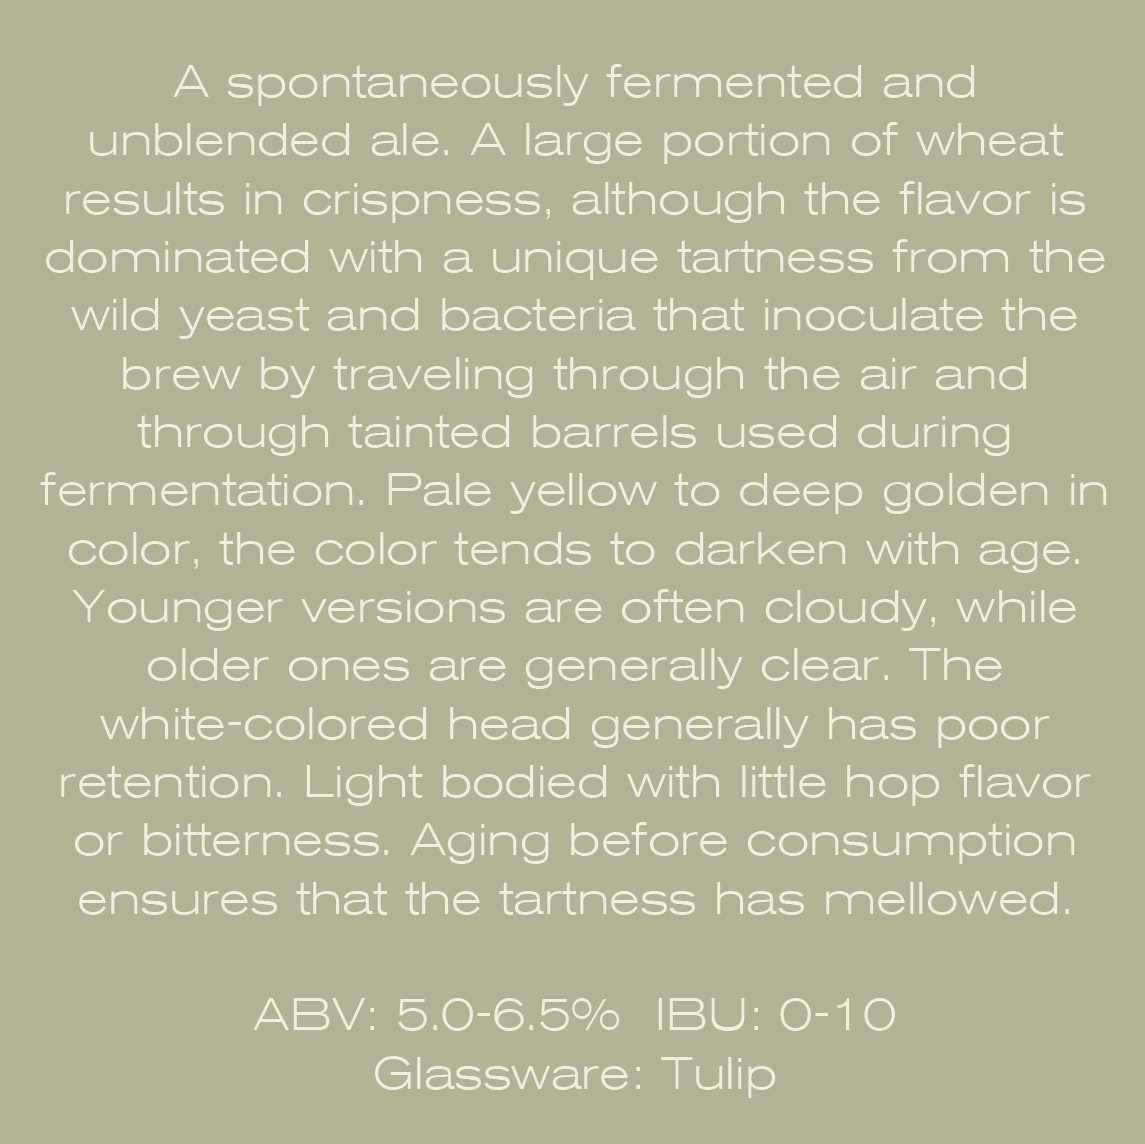 A spontaneously fermented and
unblended ale. A large portion of wheat
results in crispness, although the flavor is
dominated with a unique tartness from the
wild yeast and bacteria that inoculate the
brew by traveling through the air and
through tainted barrels used during
fermentation. Pale yellow to deep golden in
color, the color tends to darken with age.
Younger versions are often cloudy, while
older ones are generally clear. The
white-colored head generally has poor
retention. Light bodied with little hop flavor
or bitterness. Aging before consumption
ensures that the tartness has mellowed.
ABV: 5.0-6.5%  IBU: 0-10
Glassware: Tulip